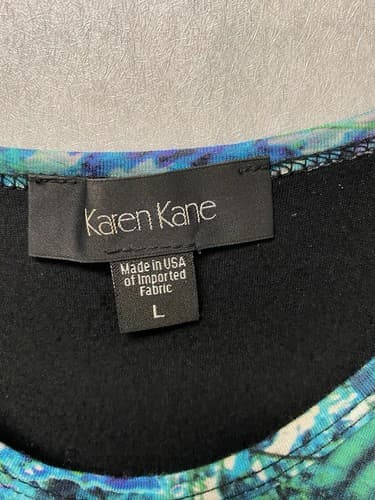 Karen Kane
Made in USA
of Imported
Fabric
L